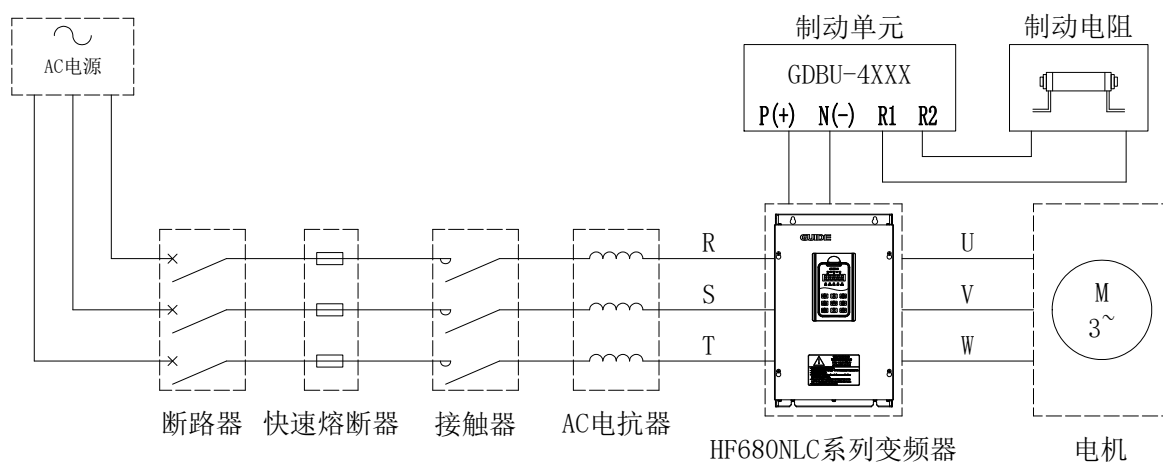 制动单元
制动电阻
AC电源
GDBU-4XXX
P(+) N(-) R1 R2
GUIDE
R
S
T
U
V
W
M
3~
断路器
快速熔断器
接触器
AC电抗器
HF680NLC系列变频器
电机